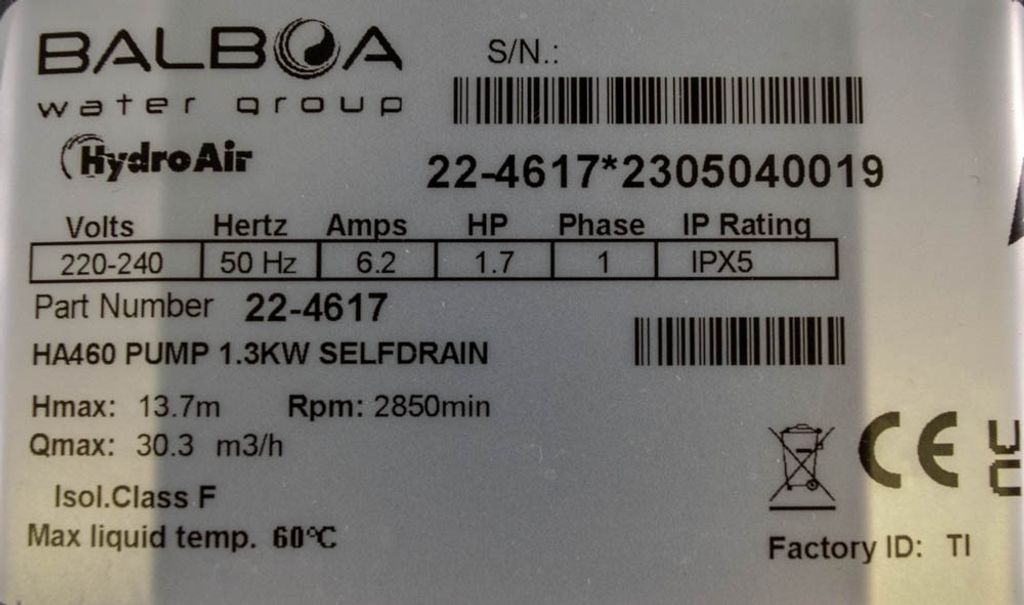 BALBOA
water group
HydroAir
S/N.:
22-4617*2305040019
Volts Hertz Amps HP Phase IP Rating
220-240 50 Hz 6.2 1.7 1 IPX5
Part Number 22-4617
HA460 PUMP 1.3KW SELFDRAIN
Hmax: 13.7m Rpm: 2850min
Qmax: 30.3 m3/h
Isol.Class F
Max liquid temp. 60°C
CE
UK
Factory ID: TI